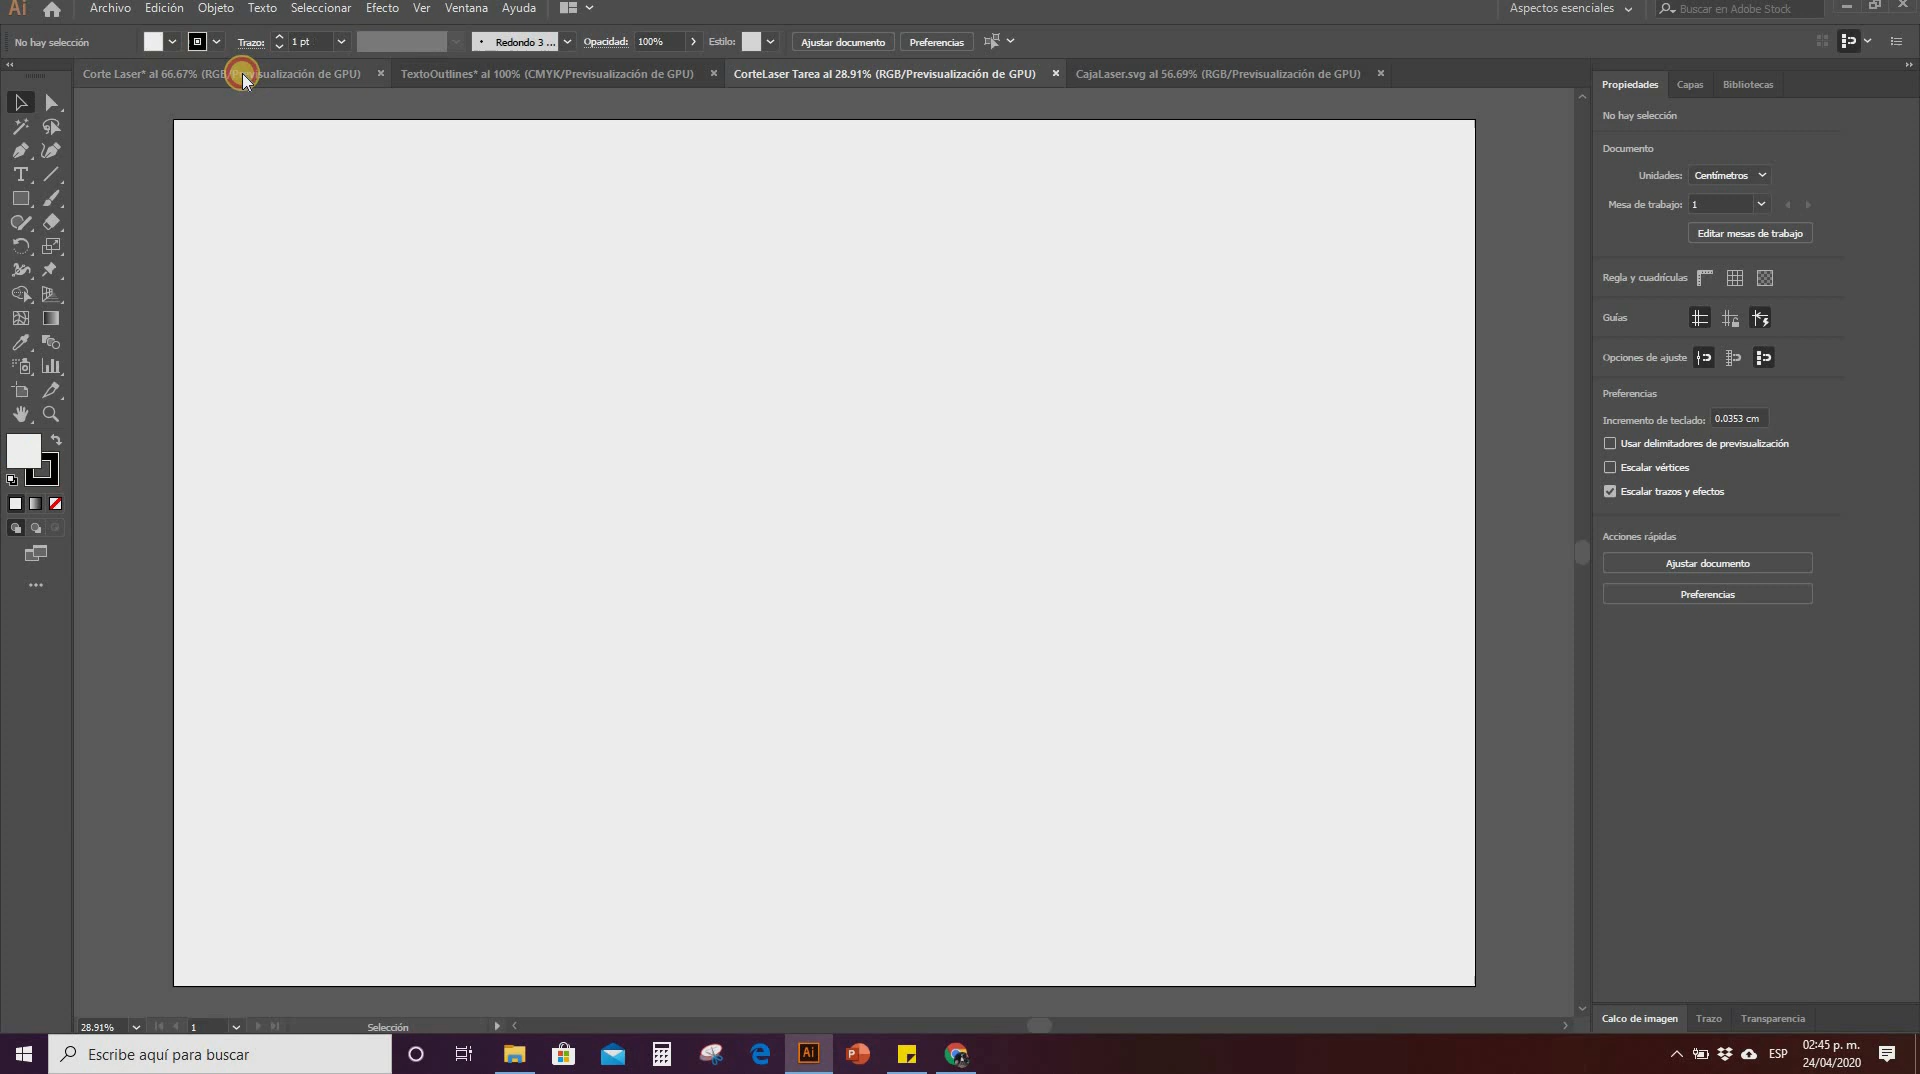 Ai Archivo Edición Objeto Texto Seleccionar Efecto Ver Ventana Ayuda Aspectos esenciales Buscar en Adobe Stock
No hay selección Trazo: 1 pt Redondo 3 ... Opacidad: 100% Estilo: Ajustar documento Preferencias
Corte Laser* al 66.67% (RGB/Previsualización de GPU) TextoOutlines* al 100% (CMYK/Previsualización de GPU) CorteLaser Tarea al 28.91% (RGB/Previsualización de GPU) CajaLaser.svg al 56.69% (RGB/Previsualización de GPU)
Propiedades Capas Bibliotecas
No hay selección
Documento
Unidades: Centímetros
Mesa de trabajo: 1
Editar mesas de trabajo
Regla y cuadrículas
Guías
Opciones de ajuste
Preferencias
Incremento de teclado: 0.0353 cm
Usar delimitadores de previsualización
Escalar vértices
Escalar trazos y efectos
Acciones rápidas
Ajustar documento
Preferencias
Calco de imagen Trazo Transparencia
28.91% 1 Selección
Escribe aquí para buscar
Ai
ESP
02:45 p. m.
24/04/2020